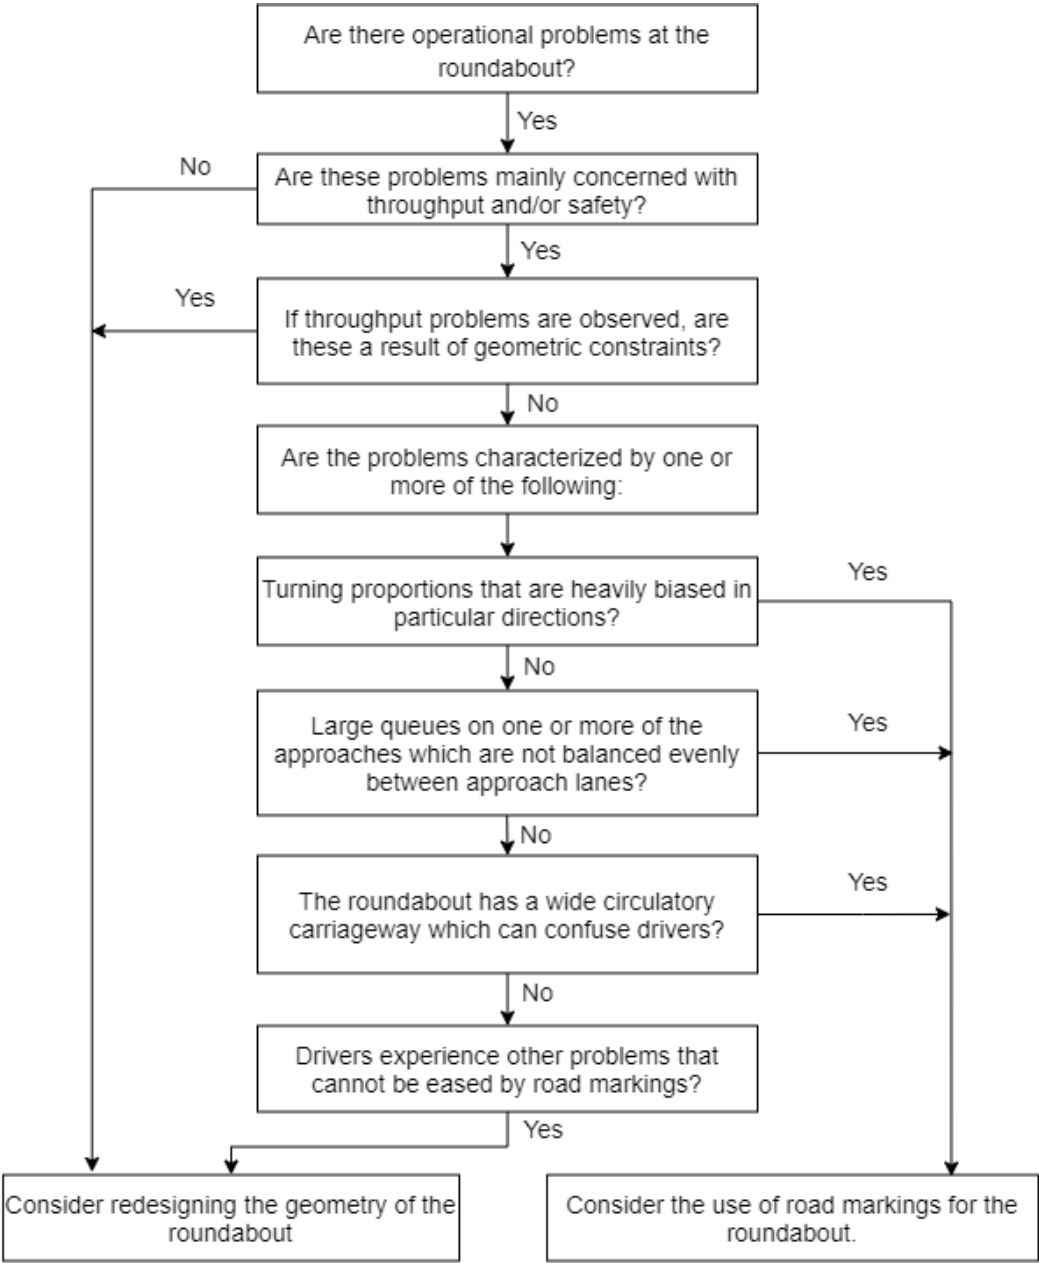 Are there operational problems at the
roundabout?
Yes
No
Are these problems mainly concerned with
throughput and/or safety?
Yes
Yes
If throughput problems are observed, are
these a result of geometric constraints?
No
Are the problems characterized by one or
more of the following:
Yes
Turning proportions that are heavily biased in
particular directions?
No
Large queues on one or more of the
Yes
approaches which are not balanced evenly
between approach lanes?
No
Yes
The roundabout has a wide circulatory
carriageway which can confuse drivers?
No
Drivers experience other problems that
cannot be eased by road markings?
Yes
Consider redesigning the geometry of the
roundabout
Consider the use of road markings for the
roundabout.